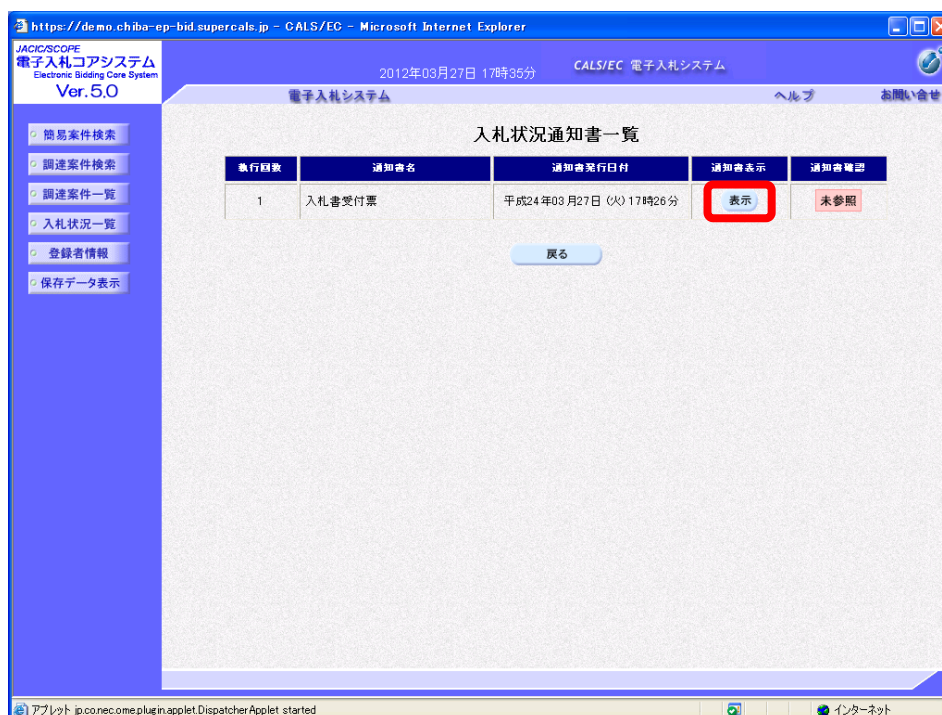 https://demo.chiba-ep-bid.supercals.jp - CALS/EC - Microsoft Internet Explorer
JACIC/SCOPE
電子入札コアシステム
Electronic Bidding Core System
Ver.5.0
2012年03月27日 17時35分
CALS/EC 電子入札システム
電子入札システム
ヘルプ
お問い合せ
簡易案件検索
調達案件検索
調達案件一覧
入札状況一覧
登録者情報
保存データ表示
入札状況通知書一覧
執行回数 通知書名 通知書発行日付 通知書表示 通知書確認
1 入札書受付票 平成24年03月27日 (火) 17時26分 表示 未参照
戻る
アプレット jp.co.nec.ome.plugin.applet.DispatcherApplet started
インターネット